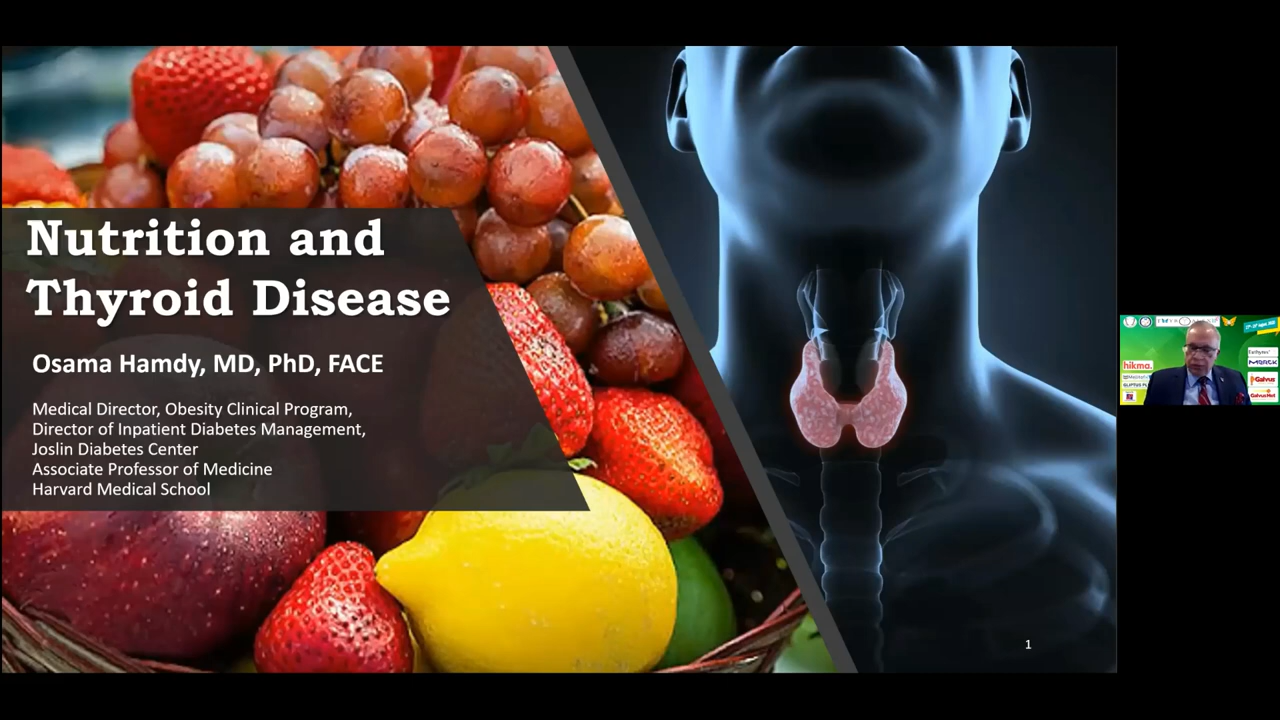 Nutrition and
Thyroid Disease
Osama Hamdy, MD, PhD, FACE
Medical Director, Obesity Clinical Program,
Director of Inpatient Diabetes Management,
Joslin Diabetes Center
Associate Professor of Medicine
Harvard Medical School
1
hikma.
MERCK
Galvus